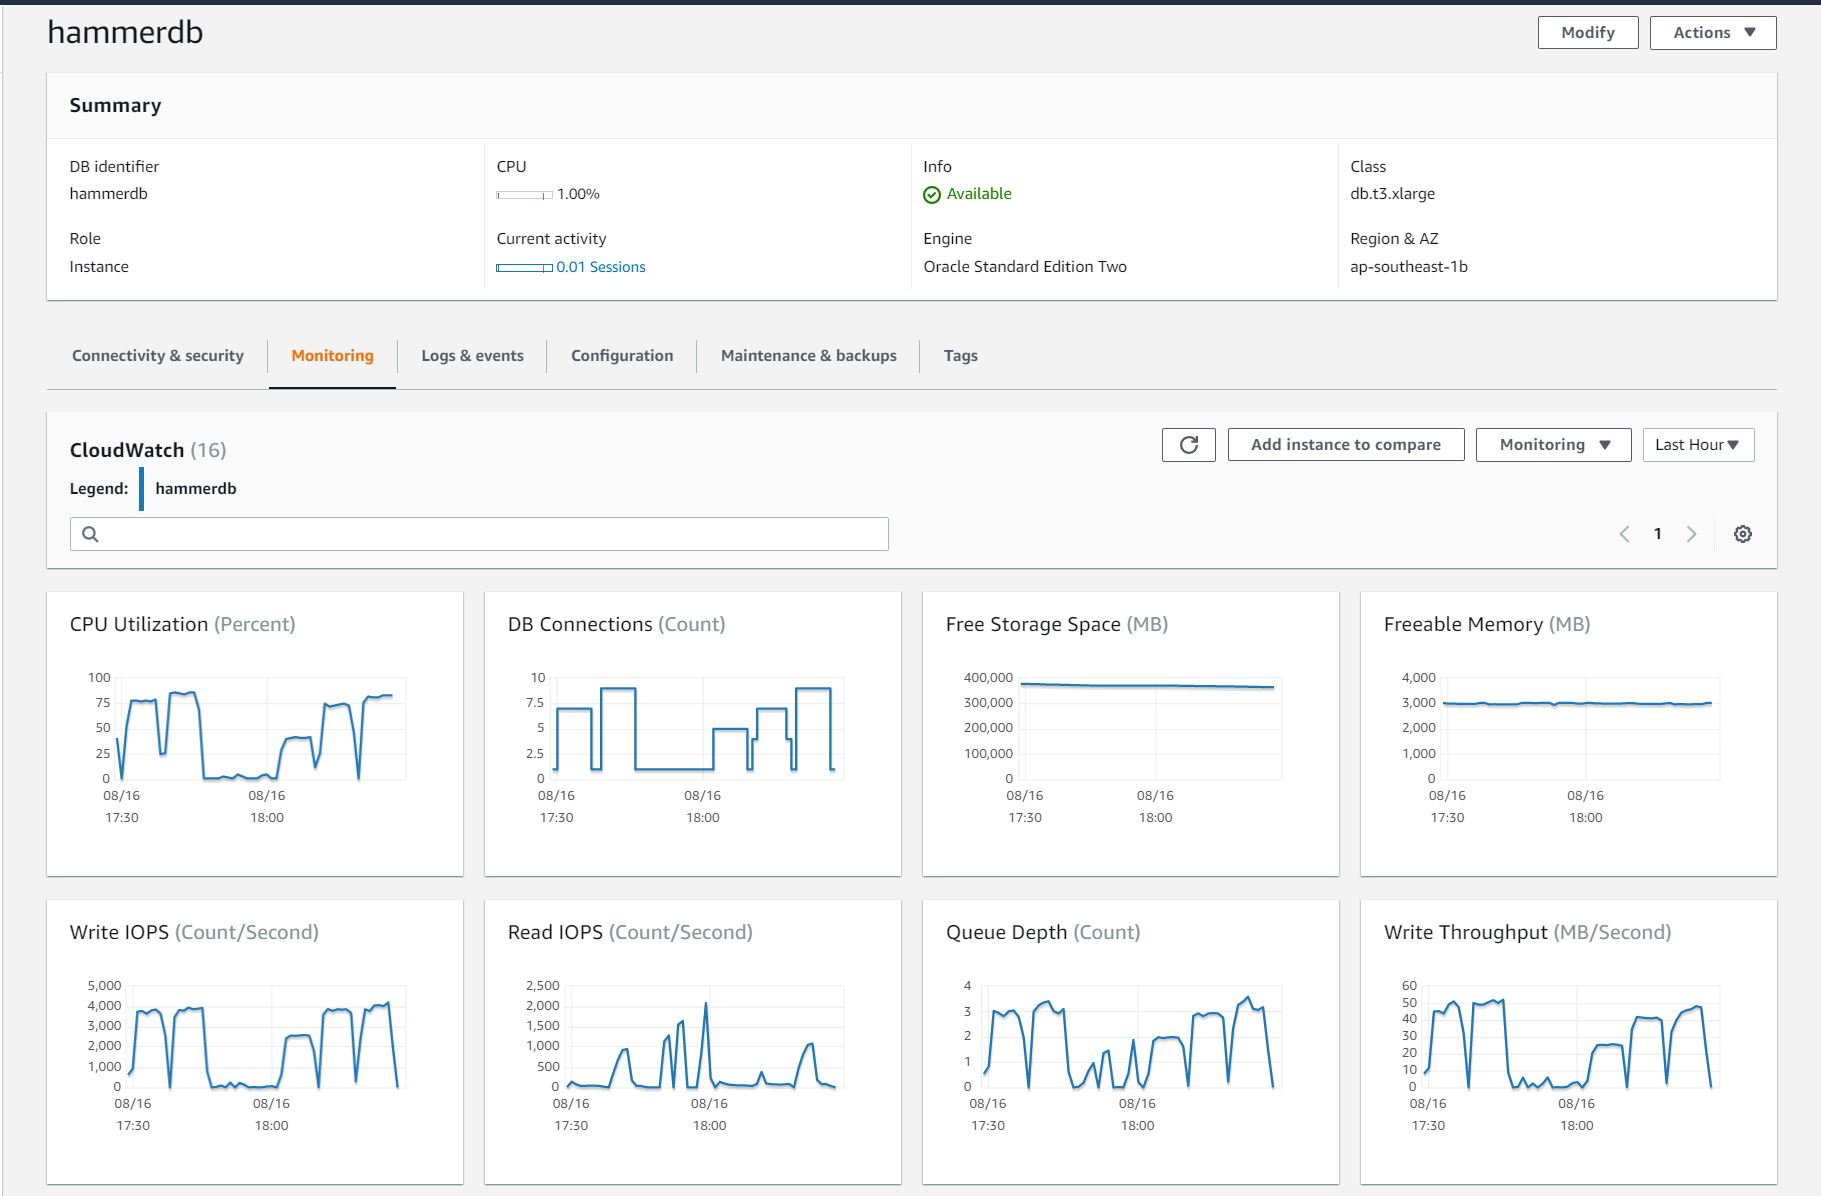 hammerdb
Modify
Actions
Summary
DB identifier
CPU
Info
Class
hammerdb
1.00%
Available
db.t3.xlarge
Role
Current activity
Engine
Region & AZ
Instance
0.01 Sessions
Oracle Standard Edition Two
ap-southeast-1b
Connectivity & security
Monitoring
Logs & events
Configuration
Maintenance & backups
Tags
CloudWatch (16)
Add instance to compare
Monitoring
Last Hour
Legend:
hammerdb
1
CPU Utilization (Percent)
100
75
50
25
0
08/16
17:30
08/16
18:00
DB Connections (Count)
10
7.5
5
2.5
0
08/16
17:30
08/16
18:00
Free Storage Space (MB)
400,000
300,000
200,000
100,000
0
08/16
17:30
08/16
18:00
Freeable Memory (MB)
4,000
3,000
2,000
1,000
0
08/16
17:30
08/16
18:00
Write IOPS (Count/Second)
5,000
4,000
3,000
2,000
1,000
0
08/16
17:30
08/16
18:00
Read IOPS (Count/Second)
2,500
2,000
1,500
1,000
500
0
08/16
17:30
08/16
18:00
Queue Depth (Count)
4
3
2
1
0
08/16
17:30
08/16
18:00
Write Throughput (MB/Second)
60
50
40
30
20
10
0
08/16
17:30
08/16
18:00